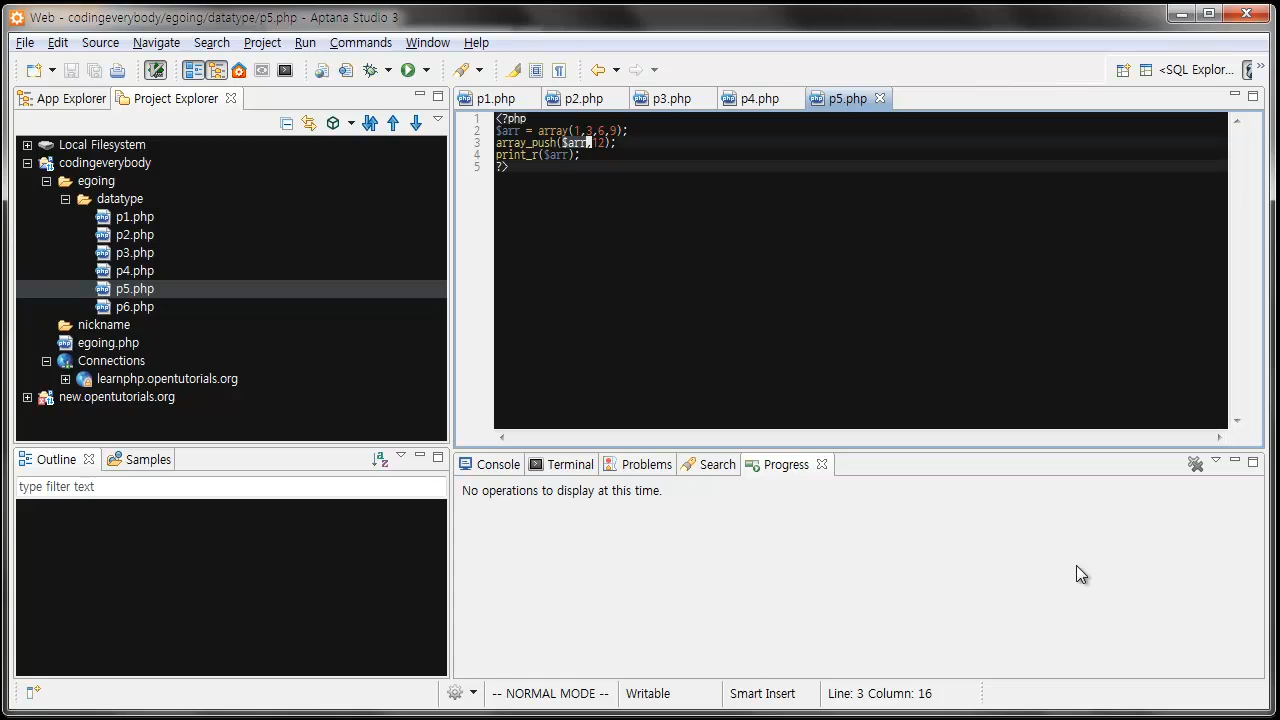 Web - codingeverybody/egoing/datatype/p5.php - Aptana Studio 3
File Edit Source Navigate Search Project Run Commands Window Help
<SQL Explor...
App Explorer Project Explorer
p1.php p2.php p3.php p4.php p5.php
Local Filesystem
codingeverybody
egoing
datatype
p1.php
p2.php
p3.php
p4.php
p5.php
p6.php
nickname
egoing.php
Connections
learnphp.opentutorials.org
new.opentutorials.org
1 <?php
2 $arr = array(1,3,6,9);
3 array_push($arr,12);
4 print_r($arr);
5 ?>
Outline Samples
type filter text
Console Terminal Problems Search Progress
No operations to display at this time.
-- NORMAL MODE -- Writable Smart Insert Line: 3 Column: 16